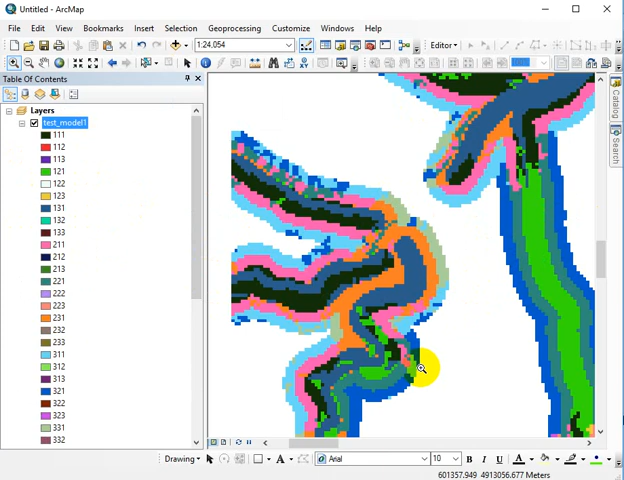 Untitled - ArcMap
File Edit View Bookmarks Insert Selection Geoprocessing Customize Windows Help
1:24,054
Editor
Table Of Contents
Layers
test_model1
111
112
113
121
122
123
131
132
133
211
212
213
221
222
223
231
232
233
311
312
313
321
322
323
331
332
Catalog
Search
Drawing
Arial
10
B I U A
A
601357.949 4913056.677 Meters